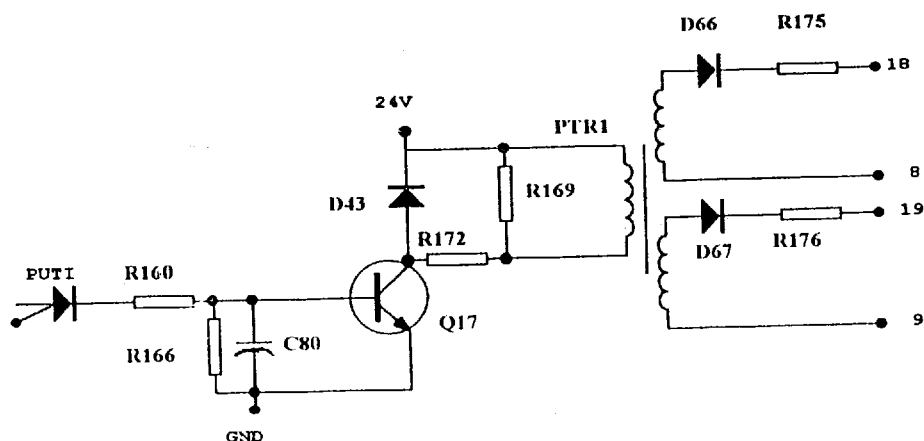 D66
R175
18
24V
PTR1
8
R169
19
D43
R172
D67
R176
PUTI
R160
Q17
9
R166
C80
GND